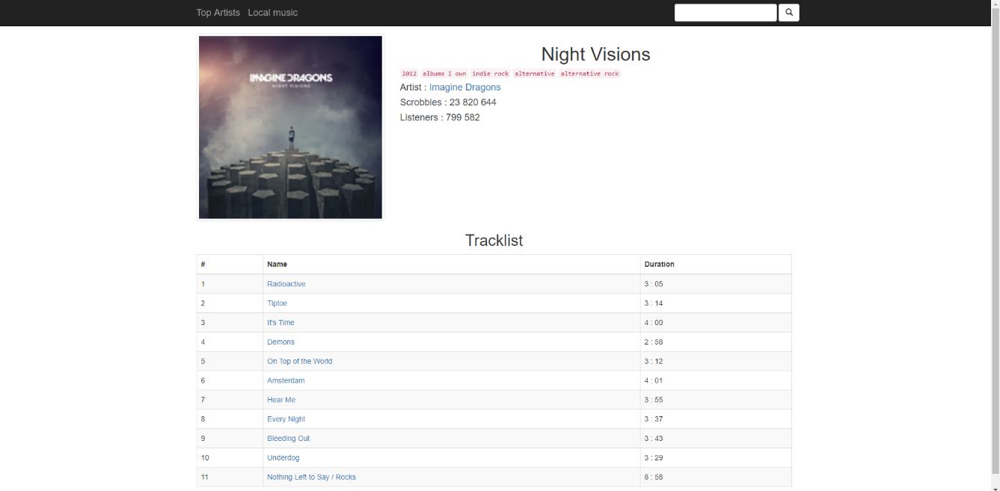 Top Artists Local music
IMAGINE DRAGONS
NIGHT VISIONS
Night Visions
2012 albums I own indie rock alternative alternative rock
Artist : Imagine Dragons
Scrobbles : 23 820 644
Listeners : 799 582
Tracklist
# Name Duration
1 Radioactive 3 : 05
2 Tiptoe 3 : 14
3 It's Time 4 : 00
4 Demons 2 : 58
5 On Top of the World 3 : 12
6 Amsterdam 4 : 01
7 Hear Me 3 : 55
8 Every Night 3 : 37
9 Bleeding Out 3 : 43
10 Underdog 3 : 29
11 Nothing Left to Say / Rocks 8 : 58